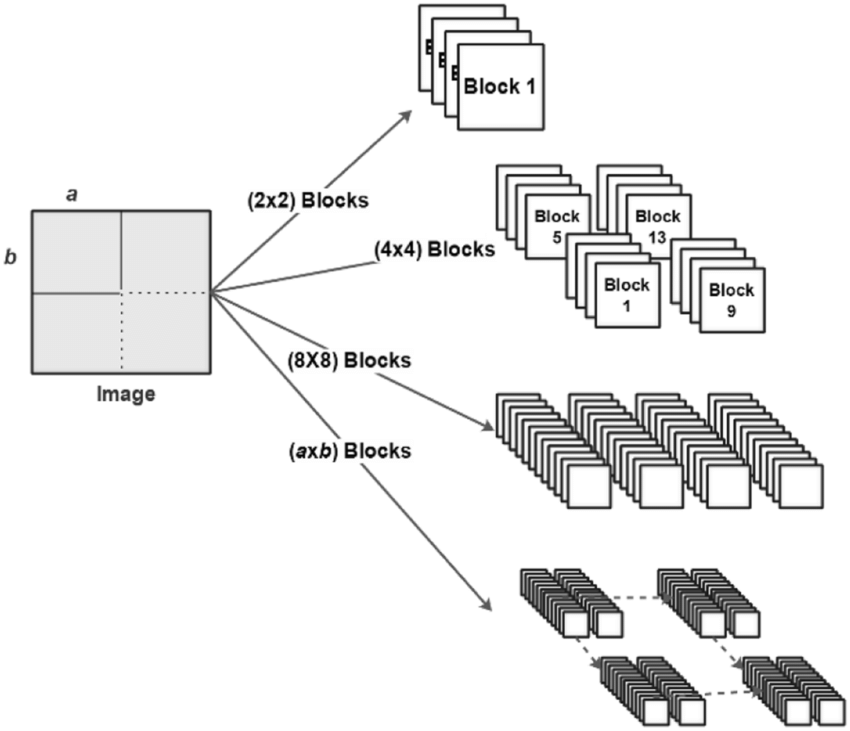 Block 1
a
(2x2) Blocks
b
(4x4) Blocks
Block
5
Block
13
Block
1
Block
9
Image
(8X8) Blocks
(axb) Blocks